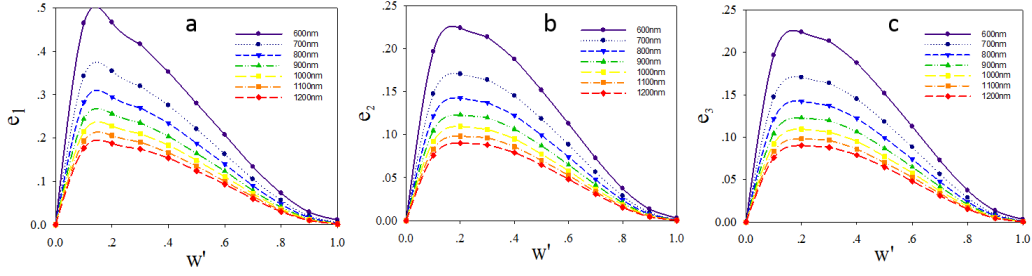 a
e1
.5
.4
.3
.2
.1
0.0
0.0 .2 .4 .6 .8 1.0
w'
600nm
700nm
800nm
900nm
1000nm
1100nm
1200nm
b
e2
.25
.20
.15
.10
.05
0.00
0.0 .2 .4 .6 .8 1.0
w'
600nm
700nm
800nm
900nm
1000nm
1100nm
1200nm
c
e3
.25
.20
.15
.10
.05
0.00
0.0 .2 .4 .6 .8 1.0
w'
600nm
700nm
800nm
900nm
1000nm
1100nm
1200nm